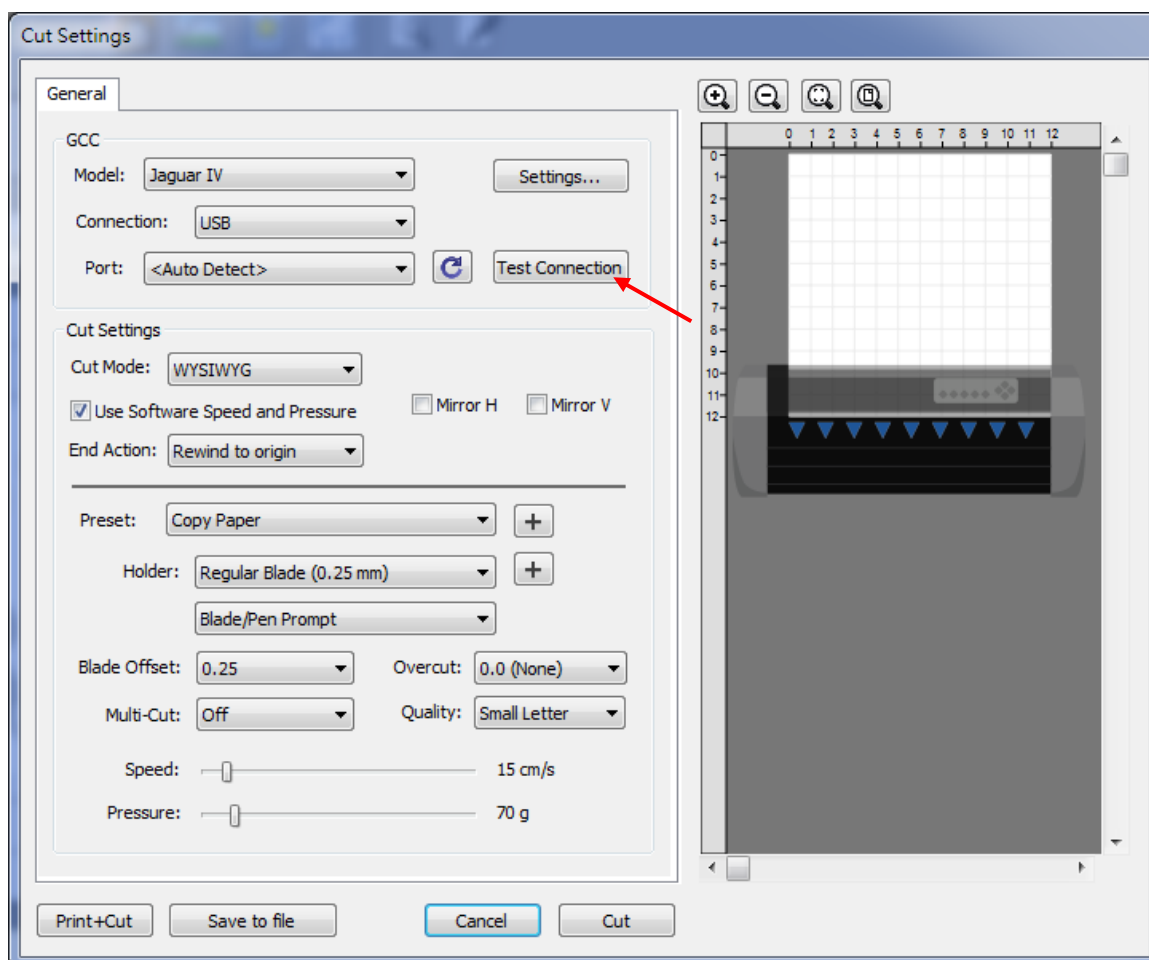 Cut Settings
General
GCC
Model: Jaguar IV Settings...
Connection: USB
Port: <Auto Detect> Test Connection
Cut Settings
Cut Mode: WYSIWYG
Use Software Speed and Pressure Mirror H Mirror V
End Action: Rewind to origin
Preset: Copy Paper +
Holder: Regular Blade (0.25 mm) +
Blade/Pen Prompt
Blade Offset: 0.25 Overcut: 0.0 (None)
Multi-Cut: Off Quality: Small Letter
Speed: 15 cm/s
Pressure: 70 g
Print+Cut Save to file Cancel Cut
0 1 2 3 4 5 6 7 8 9 10 11 12
0
1
2
3
4
5
6
7
8
9
10
11
12